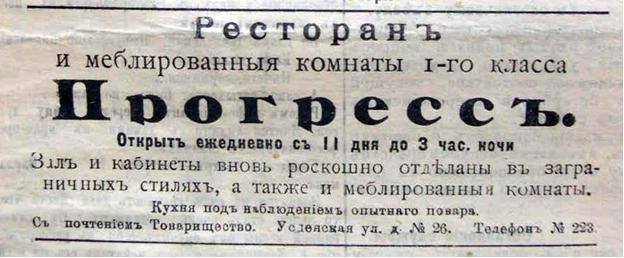 Ресторанъ
и меблированныя комнаты 1-го класса
Прогрессъ.
Открытъ ежедневно съ 11 дня до 3 час. ночи
Залъ и кабинеты вновь роскошно отдѣланы въ загра-
ничныхъ стиляхъ, а также и меблированныя комнаты.
Кухня подъ наблюденіемъ опытнаго повара.
Съ почтеніемъ Товарищество. Успенская ул. д. № 26. Телефонъ № 223.